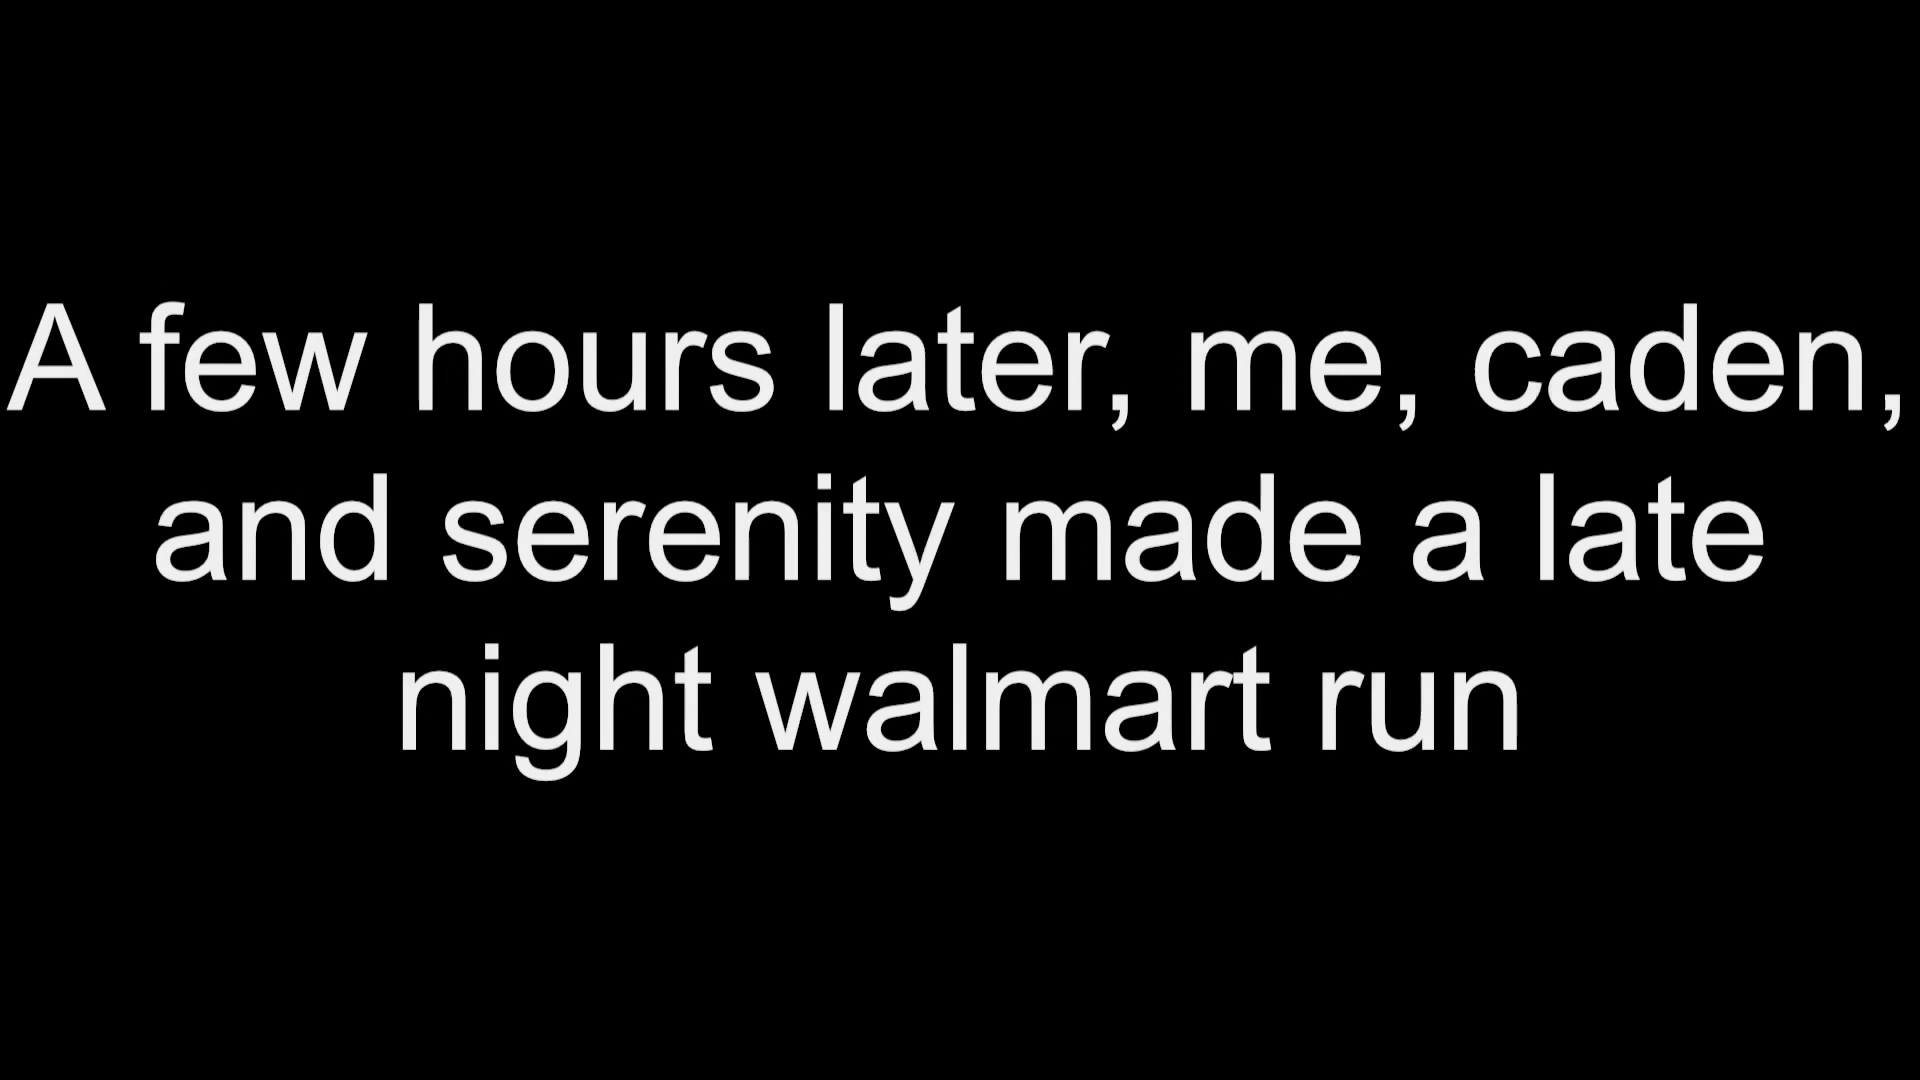 A few hours later, me, caden,
and serenity made a late
night walmart run